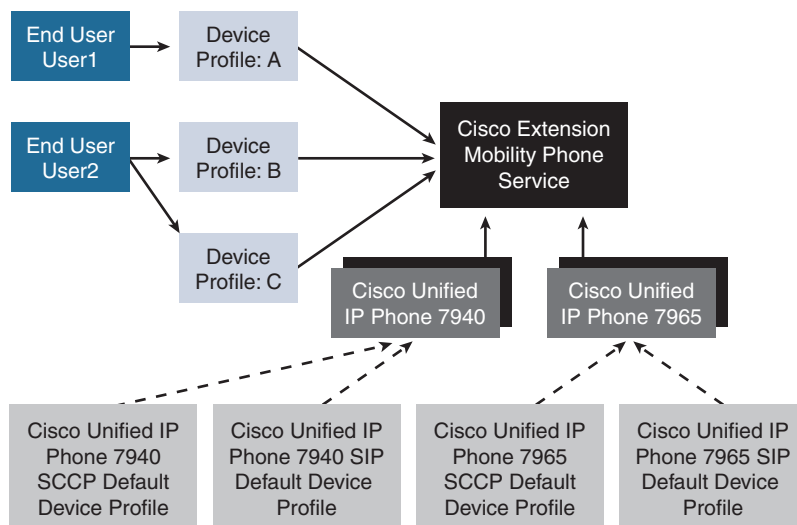 End User
User1
Device
Profile: A
End User
User2
Device
Profile: B
Cisco Extension
Mobility Phone
Service
Device
Profile: C
Cisco Unified
IP Phone 7940
Cisco Unified
IP Phone 7965
Cisco Unified IP
Phone 7940
SCCP Default
Device Profile
Cisco Unified IP
Phone 7940 SIP
Default Device
Profile
Cisco Unified IP
Phone 7965
SCCP Default
Device Profile
Cisco Unified IP
Phone 7965 SIP
Default Device
Profile